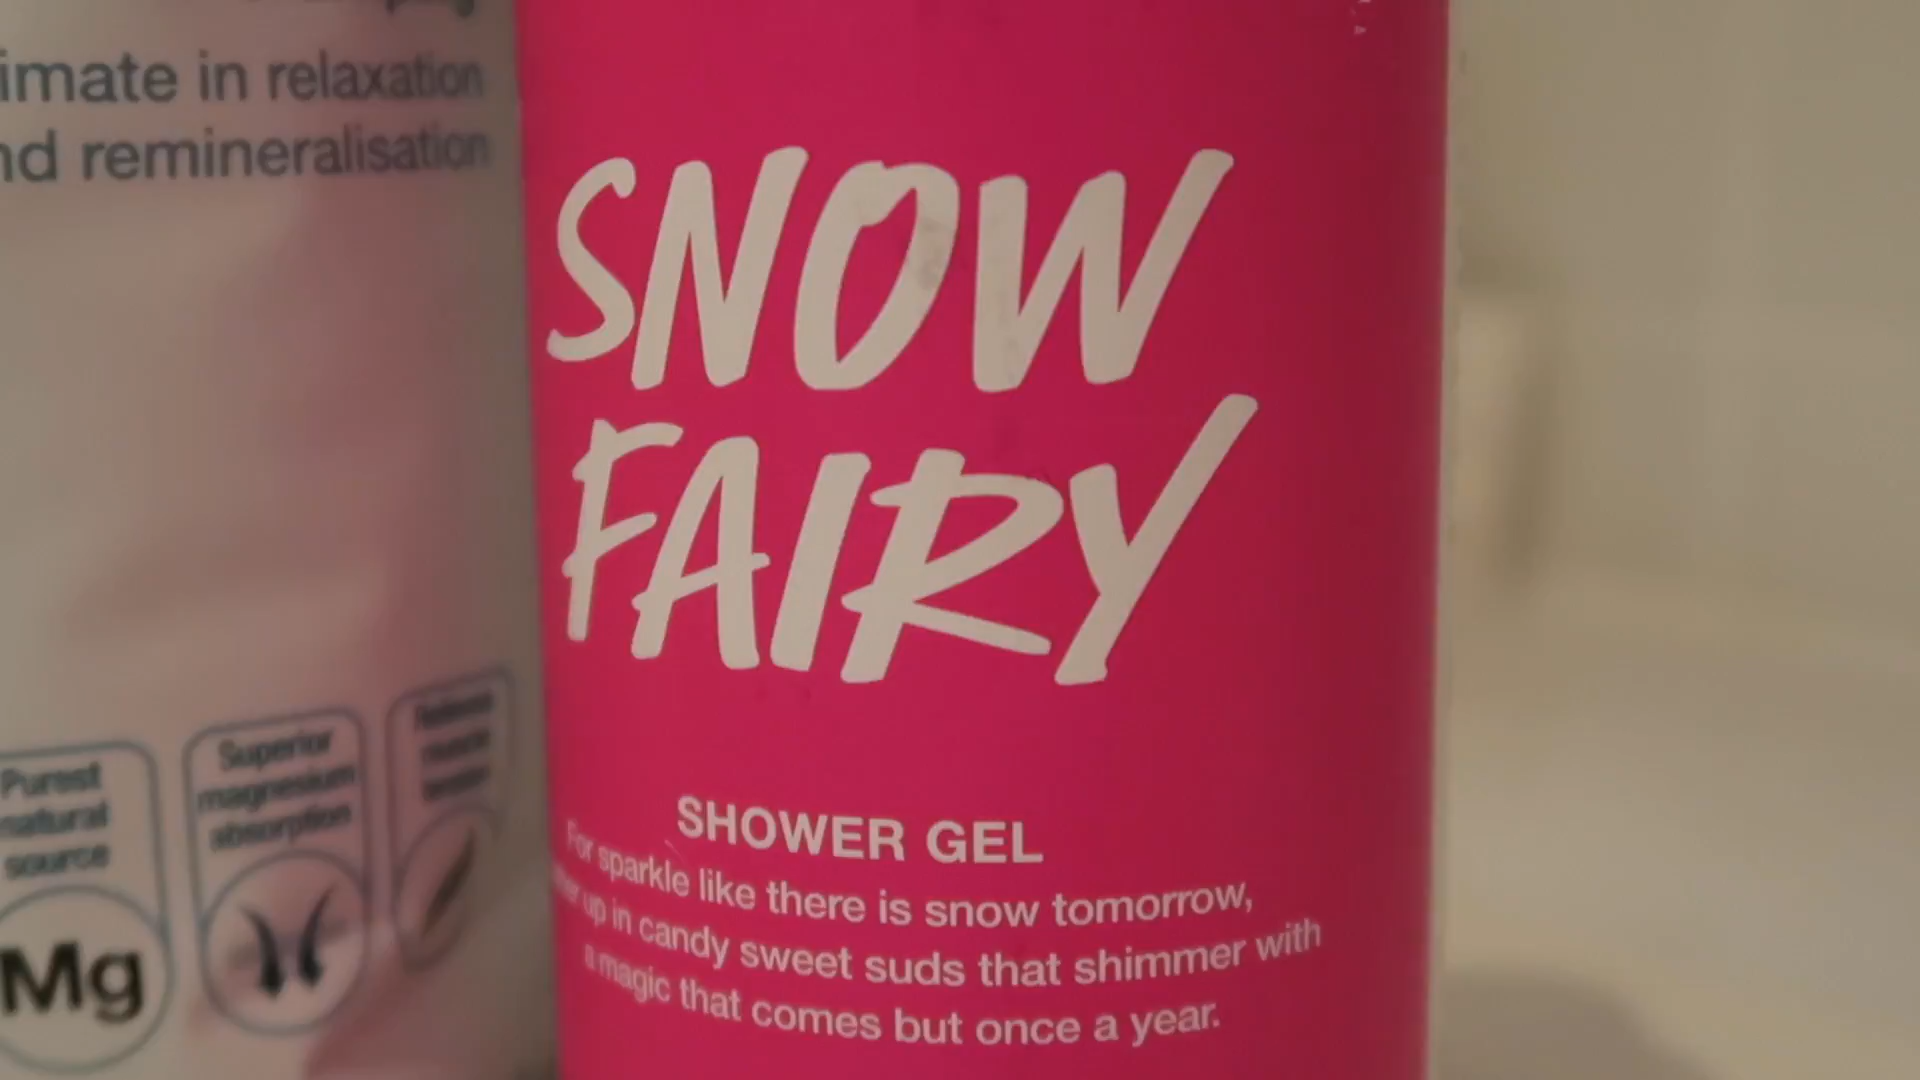 imate in relaxation
nd remineralisation
Purest
natural
source
Mg
Superior
magnesium
absorption
SNOW
FAIRY
SHOWER GEL
For sparkle like there is snow tomorrow,
up in candy sweet suds that shimmer with
a magic that comes but once a year.